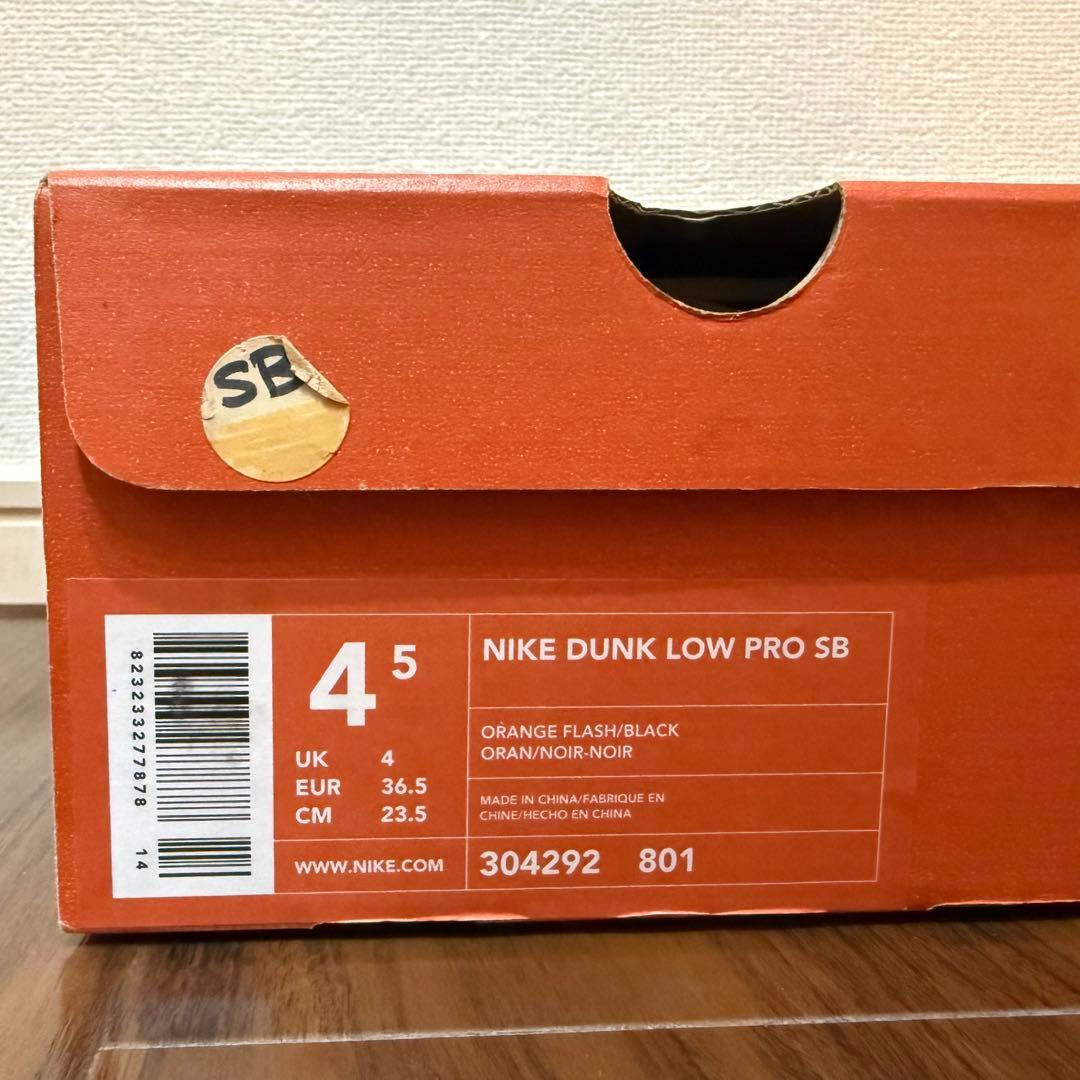 SB
823233277878
14
4 5
UK 4
EUR 36.5
CM 23.5
WWW.NIKE.COM
NIKE DUNK LOW PRO SB
ORANGE FLASH/BLACK
ORAN/NOIR-NOIR
MADE IN CHINA/FABRIQUE EN
CHINE/HECHO EN CHINA
304292 801